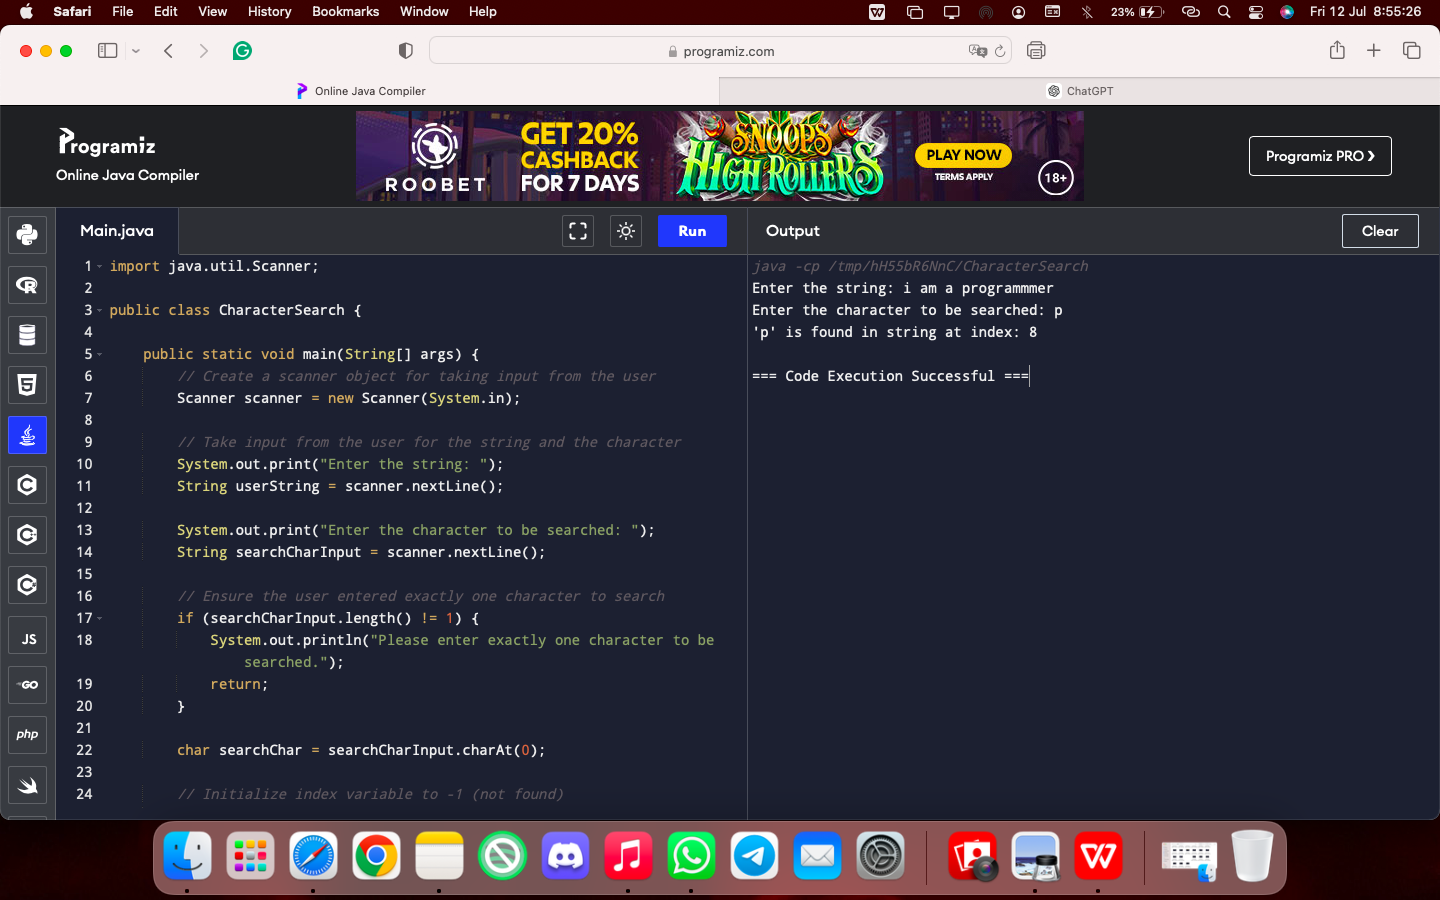 Safari File Edit View History Bookmarks Window Help 23% Fri 12 Jul 8:55:26
programiz.com
Online Java Compiler
ChatGPT
Programiz
Online Java Compiler
ROOBET
GET 20%
CASHBACK
FOR 7 DAYS
SNOOP'S
HIGH ROLLERS
PLAY NOW
TERMS APPLY
18+
Programiz PRO ❯
Main.java
Run
Output
Clear
1 import java.util.Scanner;
2
3 public class CharacterSearch {
4
5 public static void main(String[] args) {
6 // Create a scanner object for taking input from the user
7 Scanner scanner = new Scanner(System.in);
8
9 // Take input from the user for the string and the character
10 System.out.print("Enter the string: ");
11 String userString = scanner.nextLine();
12
13 System.out.print("Enter the character to be searched: ");
14 String searchCharInput = scanner.nextLine();
15
16 // Ensure the user entered exactly one character to search
17 if (searchCharInput.length() != 1) {
18 System.out.println("Please enter exactly one character to be
searched.");
19 return;
20 }
21
22 char searchChar = searchCharInput.charAt(0);
23
24 // Initialize index variable to -1 (not found)
java -cp /tmp/hH55bR6NnC/CharacterSearch
Enter the string: i am a programmmer
Enter the character to be searched: p
'p' is found in string at index: 8
=== Code Execution Successful ===
JS
GO
php